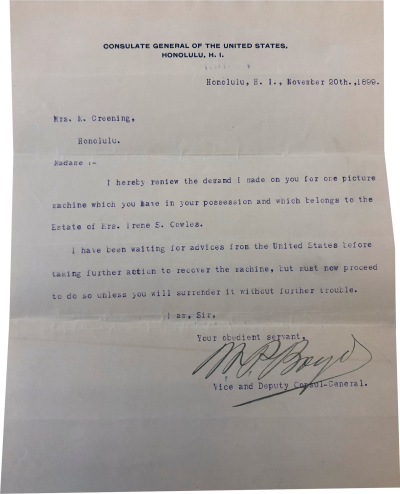 CONSULATE GENERAL OF THE UNITED STATES,
HONOLULU, H. I.
Honolulu, H. I., November 20th.,1899.
Mrs. E. Greening,
Honolulu.
Madame :-
I hereby renew the demand I made on you for one picture
machine which you have in your possession and which belongs to the
Estate of Mrs. Irene S. Cowles.
I have been waiting for advices from the United States before
taking further action to recover the machine, but must now proceed
to do so unless you will surrender it without further trouble.
I am, Sir,
Your obedient servant,
Boyd
Vice and Deputy Consul-General.